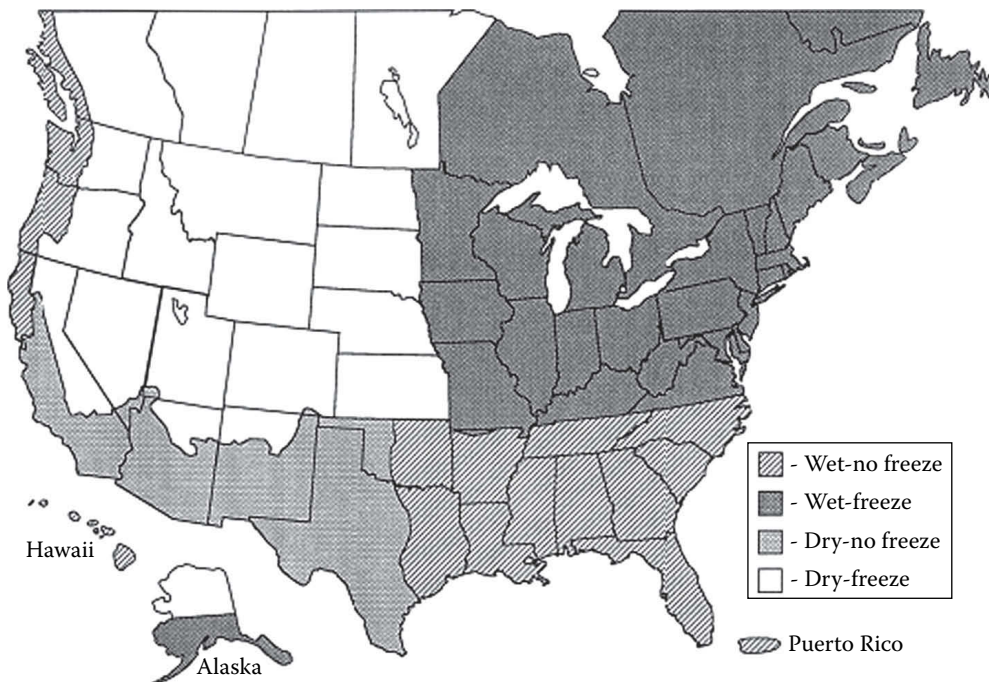 - Wet-no freeze
- Wet-freeze
- Dry-no freeze
- Dry-freeze
Hawaii
Alaska
Puerto Rico